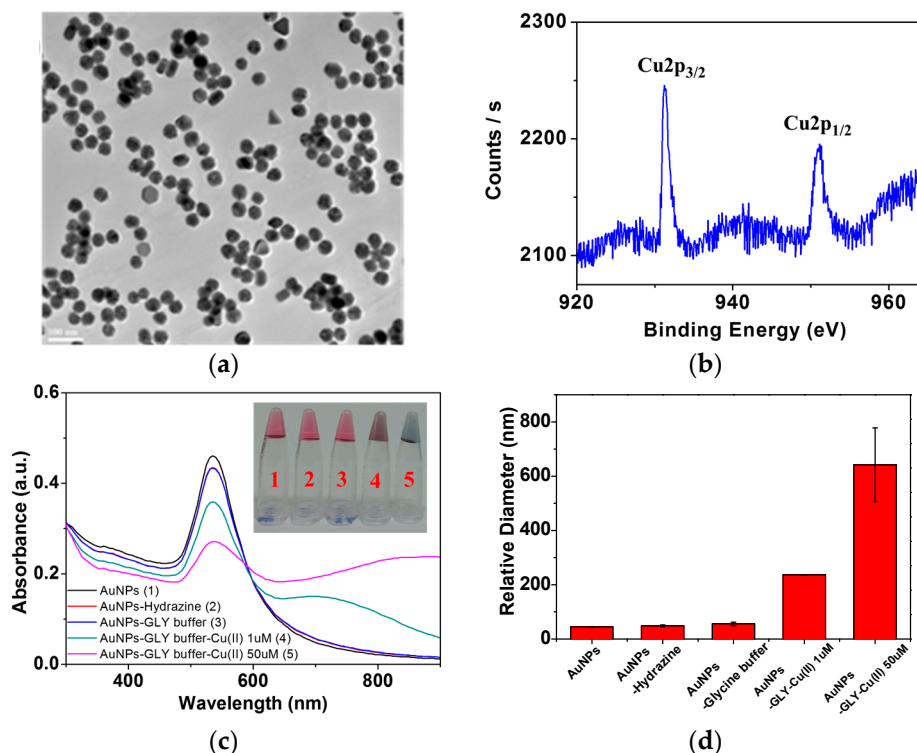 100 nm
(a)
2300
2200
2100
Counts / s
Cu2p3/2
Cu2p1/2
920
940
960
Binding Energy (eV)
(b)
0.6
0.4
0.2
0.0
Absorbance (a.u.)
1 2 3 4 5
AuNPs (1)
AuNPs-Hydrazine (2)
AuNPs-GLY buffer (3)
AuNPs-GLY buffer-Cu(II) 1uM (4)
AuNPs-GLY buffer-Cu(II) 50uM (5)
400
600
800
Wavelength (nm)
(c)
800
600
400
200
0
Relative Diameter (nm)
AuNPs
AuNPs
-Hydrazine
AuNPs
-Glycine buffer
AuNPs
-GLY-Cu(II) 1uM
AuNPs
-GLY-Cu(II) 50uM
(d)